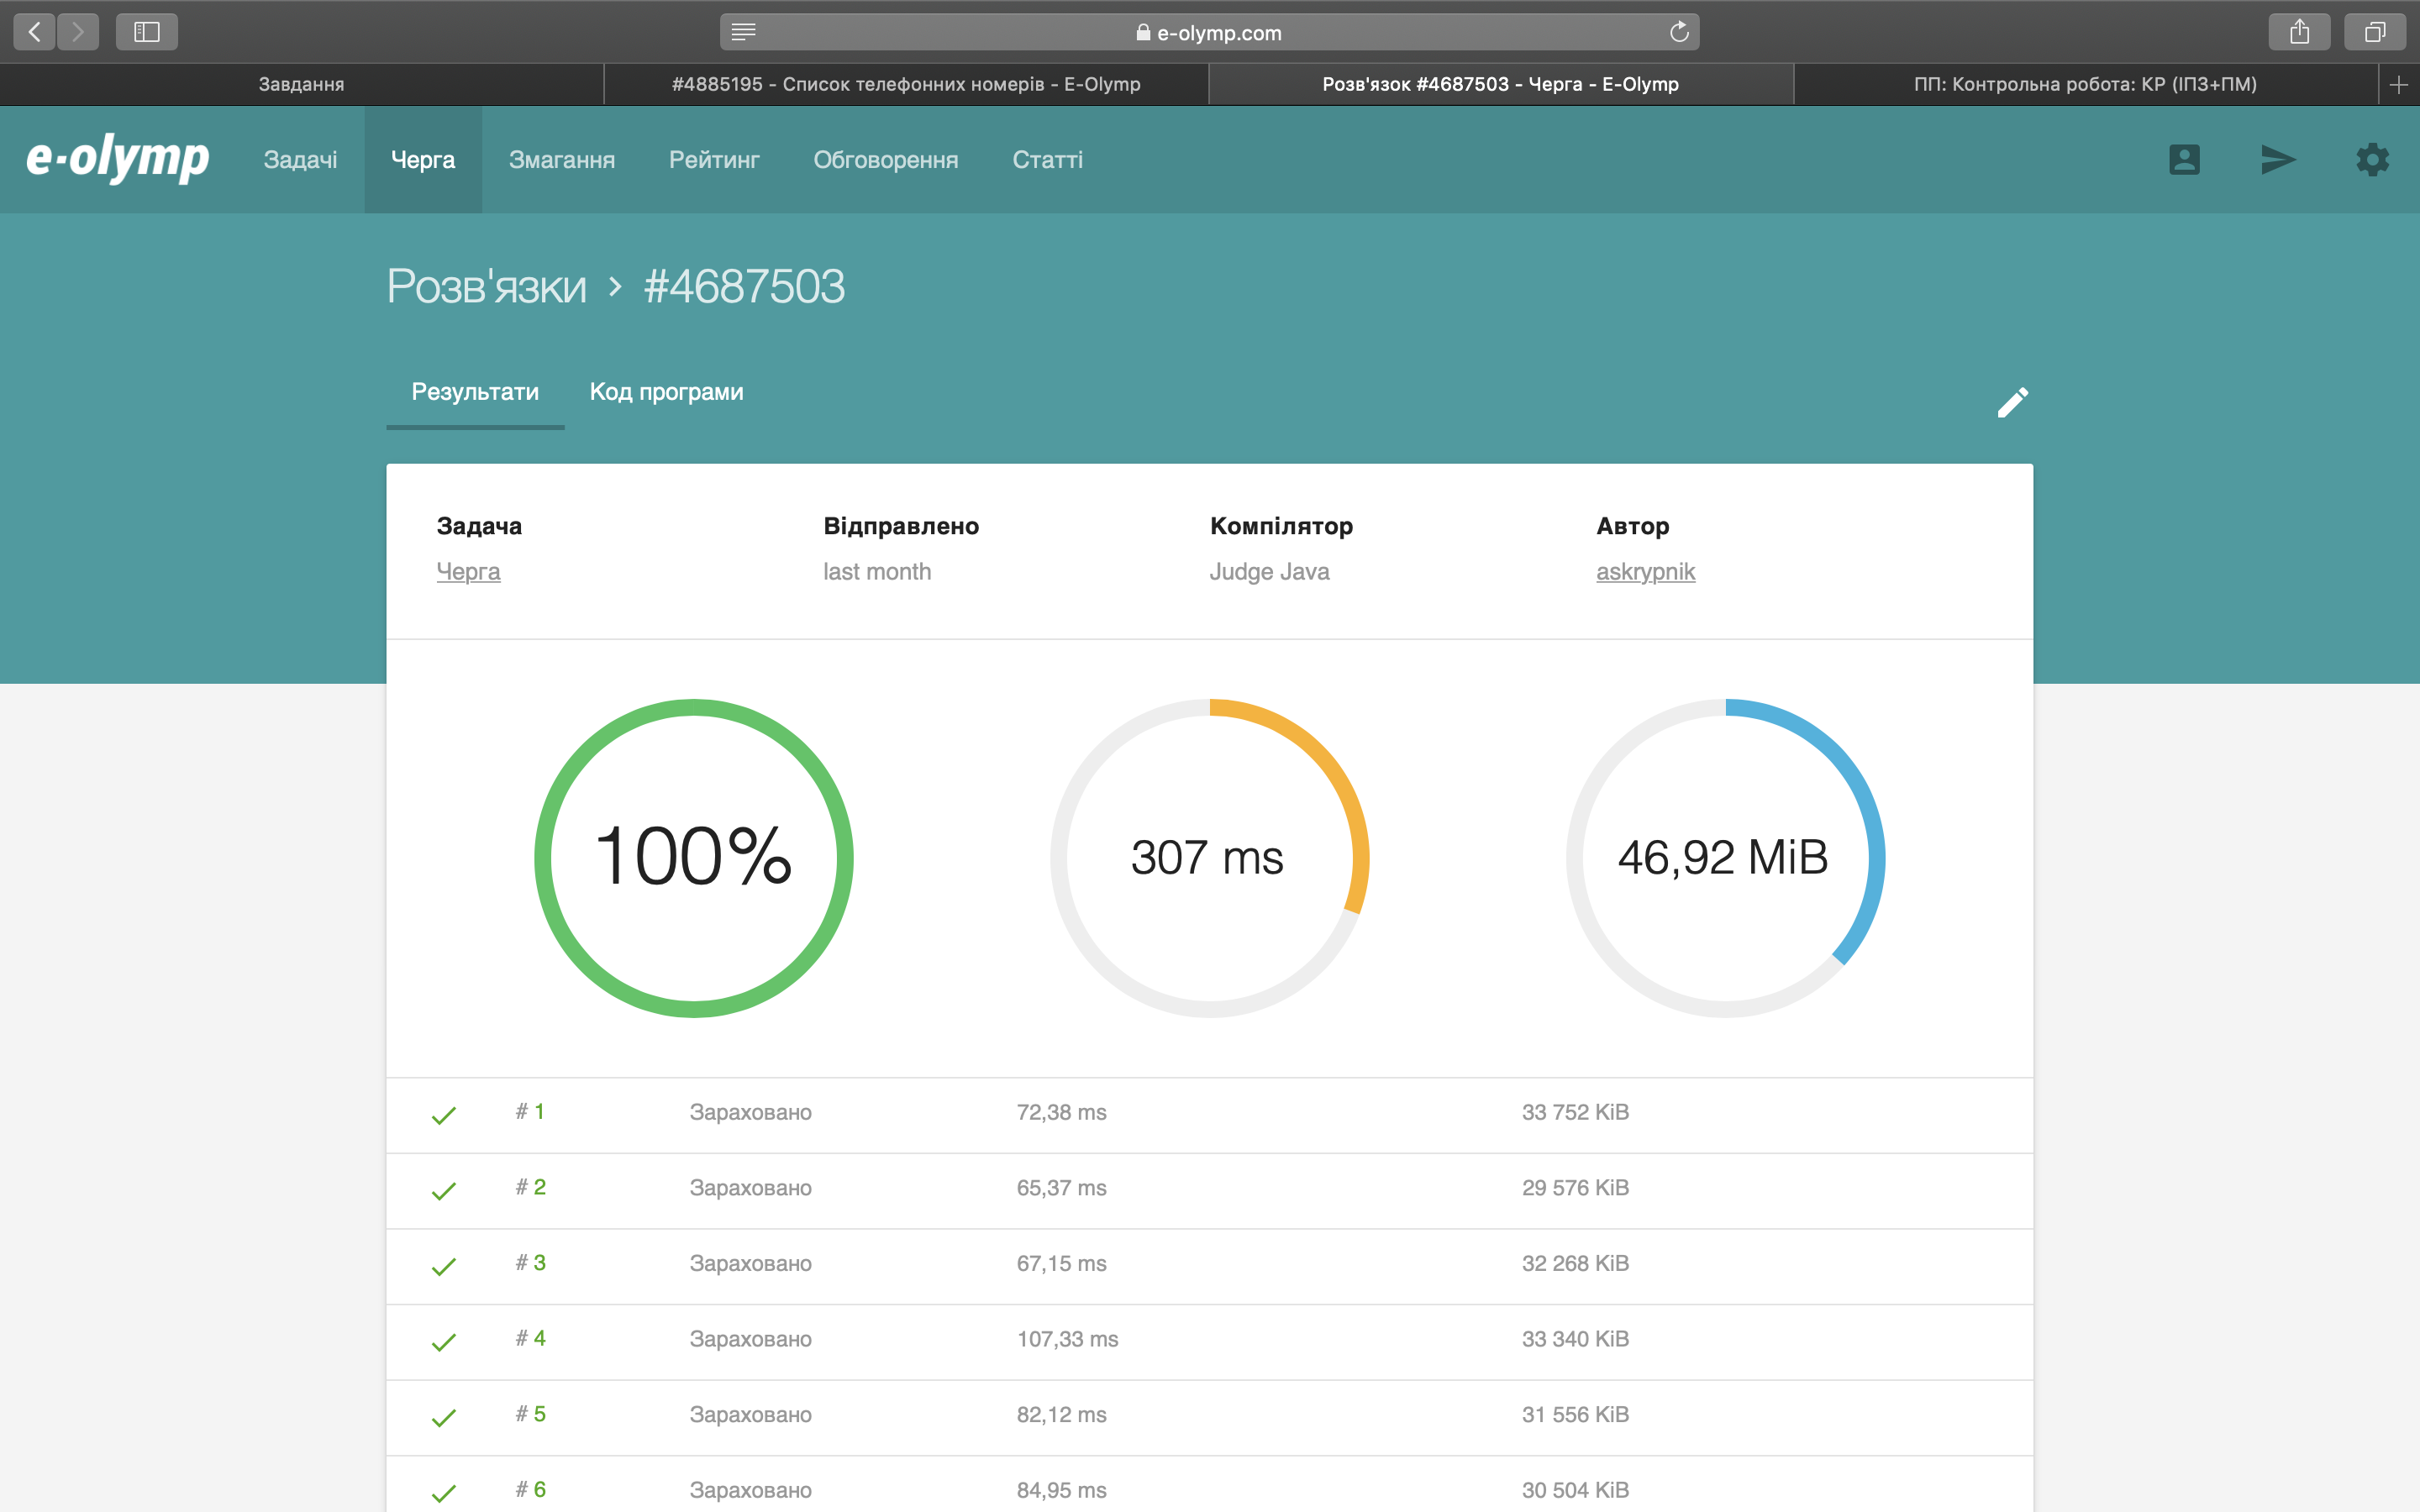 e-olymp.com
Завдання
#4885195 - Список телефонних номерів - E-Olymp
Розв'язок #4687503 - Черга - E-Olymp
ПП: Контрольна робота: КР (ІПЗ+ПМ)
e-olymp
Задачі
Черга
Змагання
Рейтинг
Обговорення
Статті
Розв'язки › #4687503
Результати
Код програми
Задача
Відправлено
Компілятор
Автор
Черга
last month
Judge Java
askrypnik
100%
307 ms
46,92 MiB
# 1 Зараховано 72,38 ms 33 752 KiB
# 2 Зараховано 65,37 ms 29 576 KiB
# 3 Зараховано 67,15 ms 32 268 KiB
# 4 Зараховано 107,33 ms 33 340 KiB
# 5 Зараховано 82,12 ms 31 556 KiB
# 6 Зараховано 84,95 ms 30 504 KiB